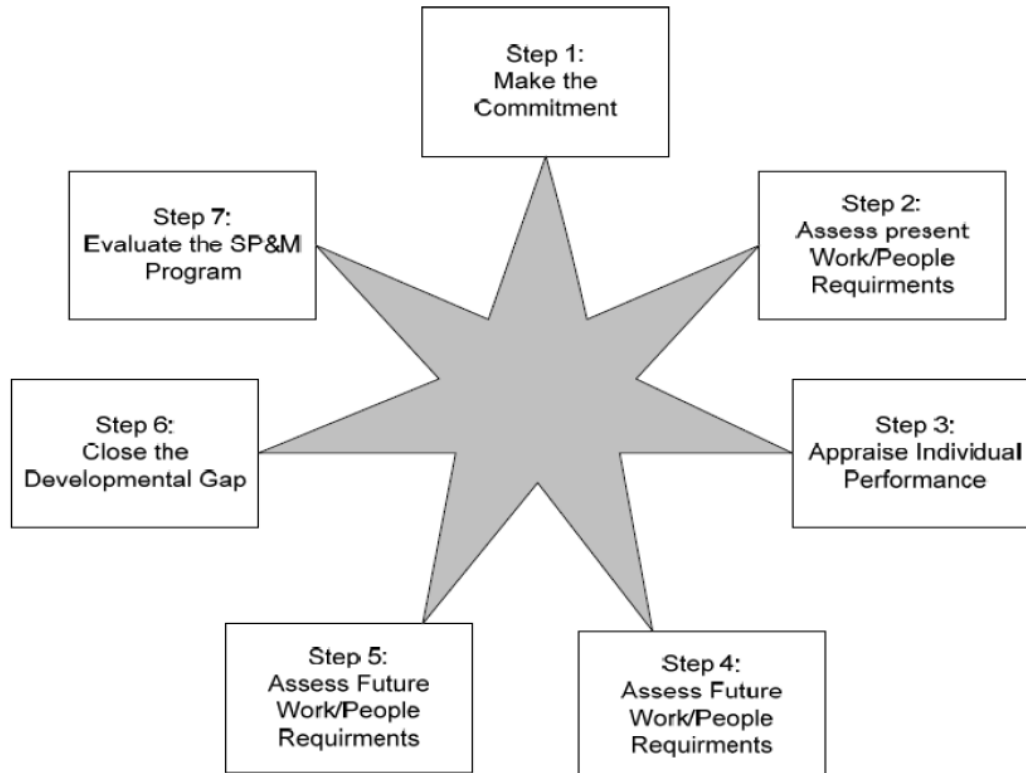 Step 1:
Make the
Commitment
Step 2:
Assess present
Work/People
Requirments
Step 3:
Appraise Individual
Performance
Step 4:
Assess Future
Work/People
Requirments
Step 5:
Assess Future
Work/People
Requirments
Step 6:
Close the
Developmental Gap
Step 7:
Evaluate the SP&M
Program